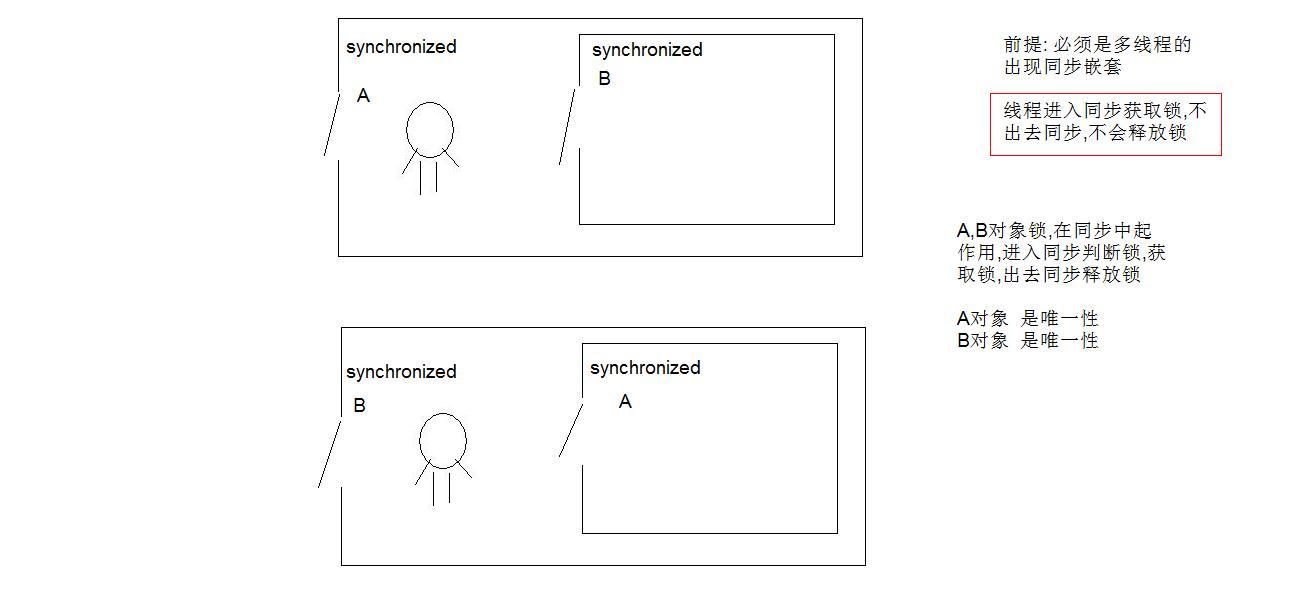 synchronized
A
synchronized
B
前提: 必须是多线程的
出现同步嵌套
线程进入同步获取锁,不
出去同步,不会释放锁
A,B对象锁,在同步中起
作用,进入同步判断锁,获
取锁,出去同步释放锁
A对象 是唯一性
B对象 是唯一性
synchronized
B
synchronized
A